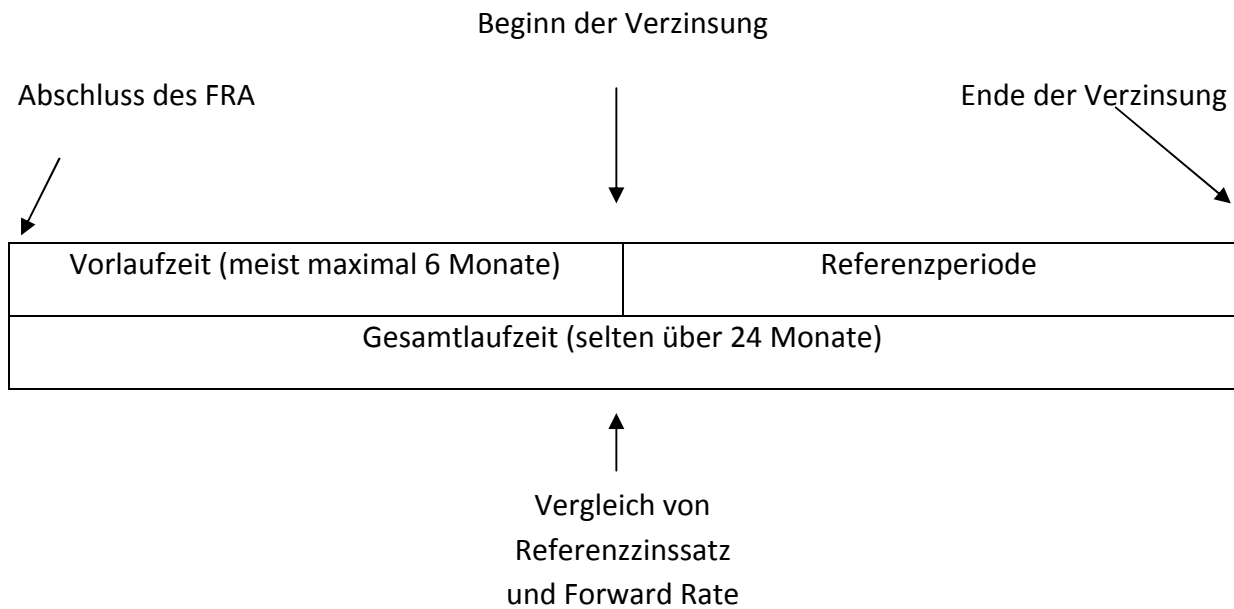 Beginn der Verzinsung
Abschluss des FRA
Ende der Verzinsung
Vorlaufzeit (meist maximal 6 Monate)
Referenzperiode
Gesamtlaufzeit (selten über 24 Monate)
Vergleich von
Referenzzinssatz
und Forward Rate